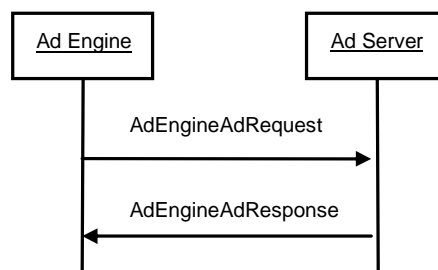 Ad Engine
Ad Server
AdEngineAdRequest
AdEngineAdResponse